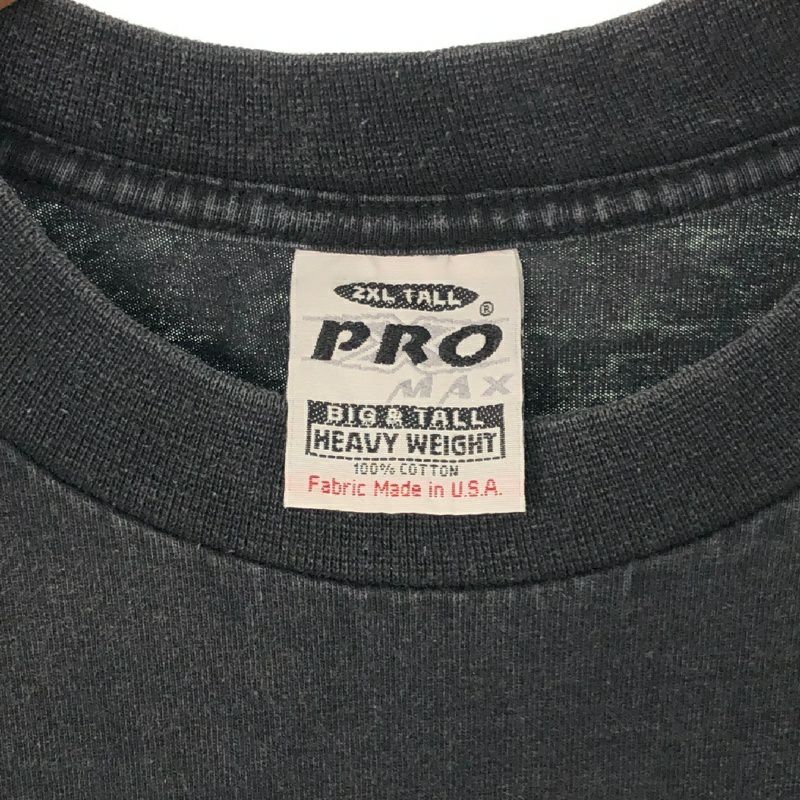 2XL TALL
PRO ®
MAX
BIG & TALL
HEAVY WEIGHT
100% COTTON
Fabric Made in U.S.A.